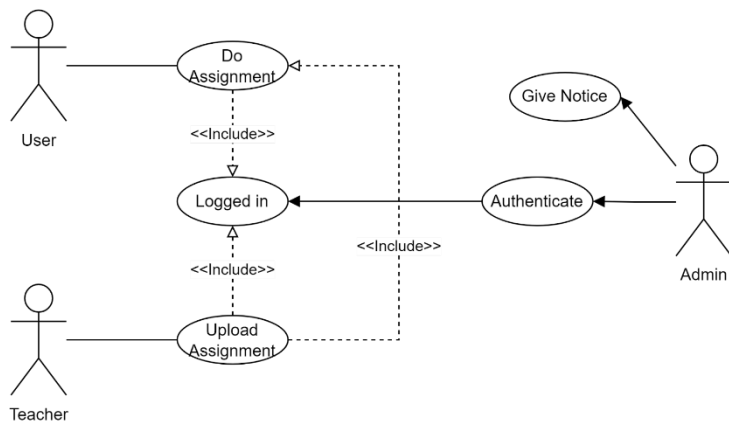 Do
Assignment
Give Notice
<<Include>>
User
Logged in
Authenticate
<<Include>>
<<Include>>
Admin
Upload
Assignment
Teacher